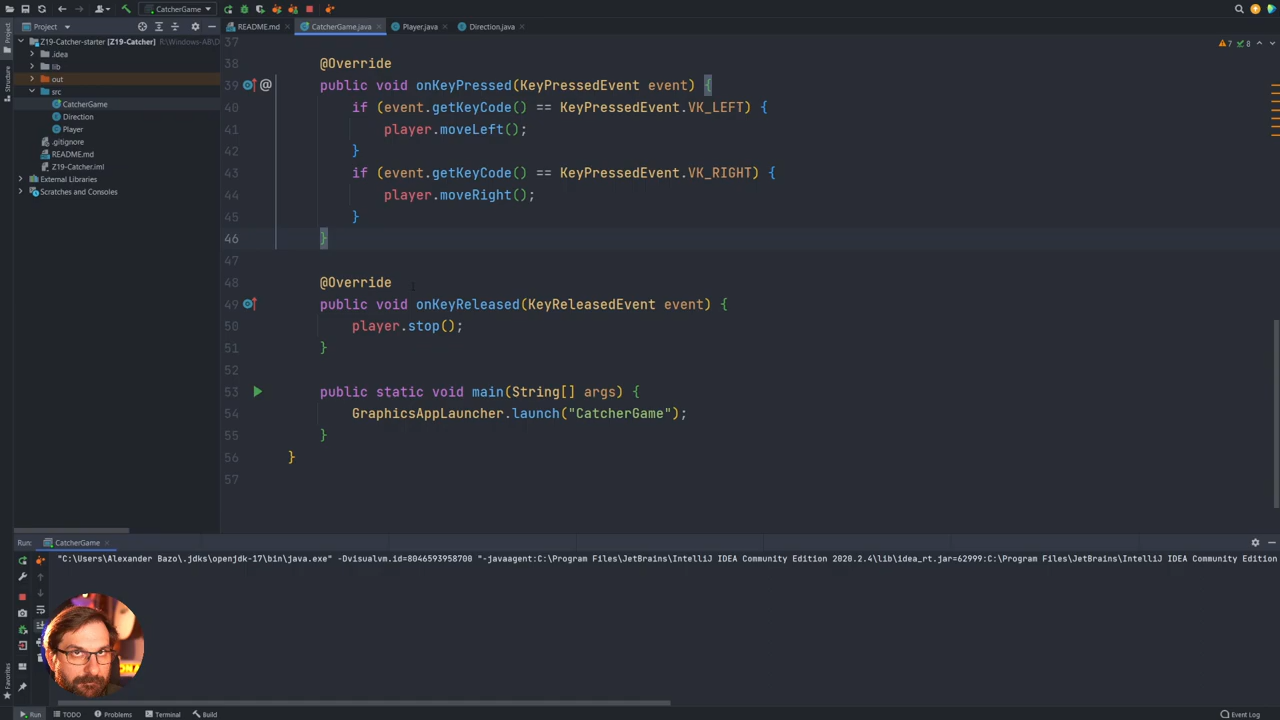 CatcherGame
Project
Z19-Catcher-starter [Z19-Catcher] R:\Windows-AB\D
.idea
lib
out
src
CatcherGame
Direction
Player
.gitignore
README.md
Z19-Catcher.iml
External Libraries
Scratches and Consoles
Project
Structure
Favorites
README.md
CatcherGame.java
Player.java
Direction.java
7 8
37
38 @Override
39 @ public void onKeyPressed(KeyPressedEvent event) {
40 if (event.getKeyCode() == KeyPressedEvent.VK_LEFT) {
41 player.moveLeft();
42 }
43 if (event.getKeyCode() == KeyPressedEvent.VK_RIGHT) {
44 player.moveRight();
45 }
46 }
47
48 @Override
49 public void onKeyReleased(KeyReleasedEvent event) {
50 player.stop();
51 }
52
53 public static void main(String[] args) {
54 GraphicsAppLauncher.launch("CatcherGame");
55 }
56 }
57
Run: CatcherGame
"C:\Users\Alexander Bazo\.jdks\openjdk-17\bin\java.exe" -Dvisualvm.id=8046593958700 "-javaagent:C:\Program Files\JetBrains\IntelliJ IDEA Community Edition 2020.2.4\lib\idea_rt.jar=62999:C:\Program Files\JetBrains\IntelliJ IDEA Community Edition
Run TODO Problems Terminal Build Event Log